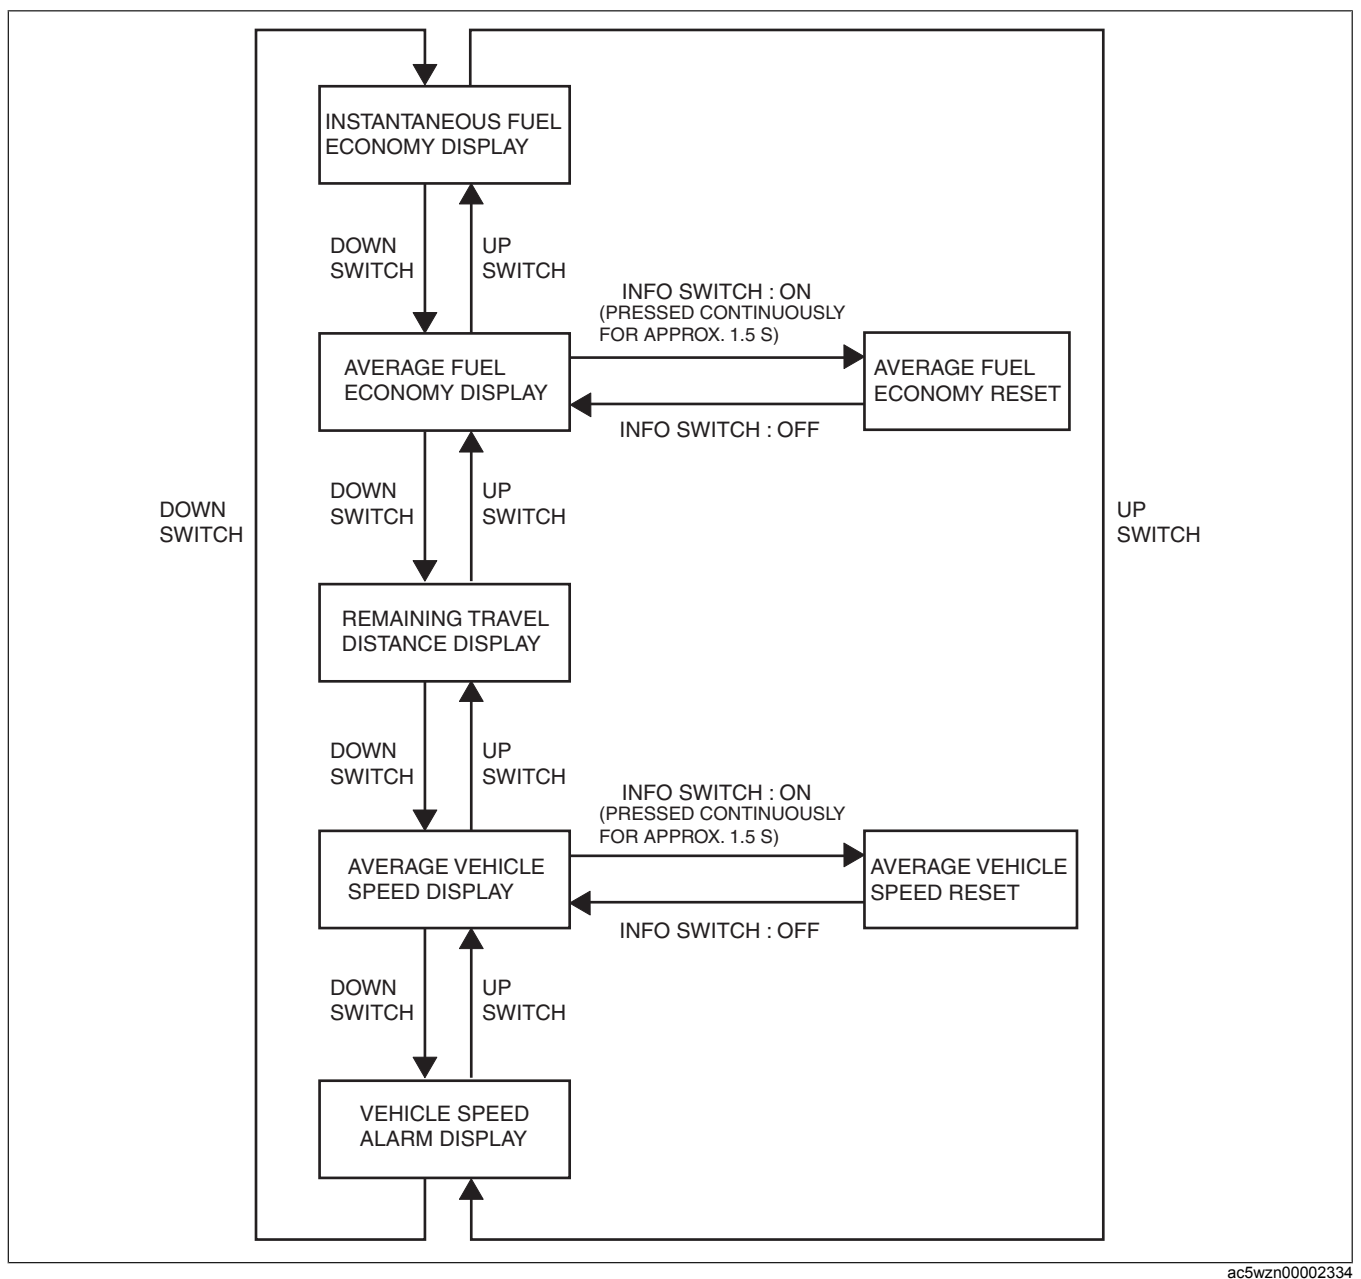 INSTANTANEOUS FUEL
ECONOMY DISPLAY
DOWN
SWITCH
UP
SWITCH
INFO SWITCH : ON
(PRESSED CONTINUOUSLY
FOR APPROX. 1.5 S)
AVERAGE FUEL
ECONOMY DISPLAY
AVERAGE FUEL
ECONOMY RESET
INFO SWITCH : OFF
DOWN
SWITCH
UP
SWITCH
DOWN
SWITCH
UP
SWITCH
REMAINING TRAVEL
DISTANCE DISPLAY
DOWN
SWITCH
UP
SWITCH
INFO SWITCH : ON
(PRESSED CONTINUOUSLY
FOR APPROX. 1.5 S)
AVERAGE VEHICLE
SPEED DISPLAY
AVERAGE VEHICLE
SPEED RESET
INFO SWITCH : OFF
DOWN
SWITCH
UP
SWITCH
VEHICLE SPEED
ALARM DISPLAY
ac5wzn00002334